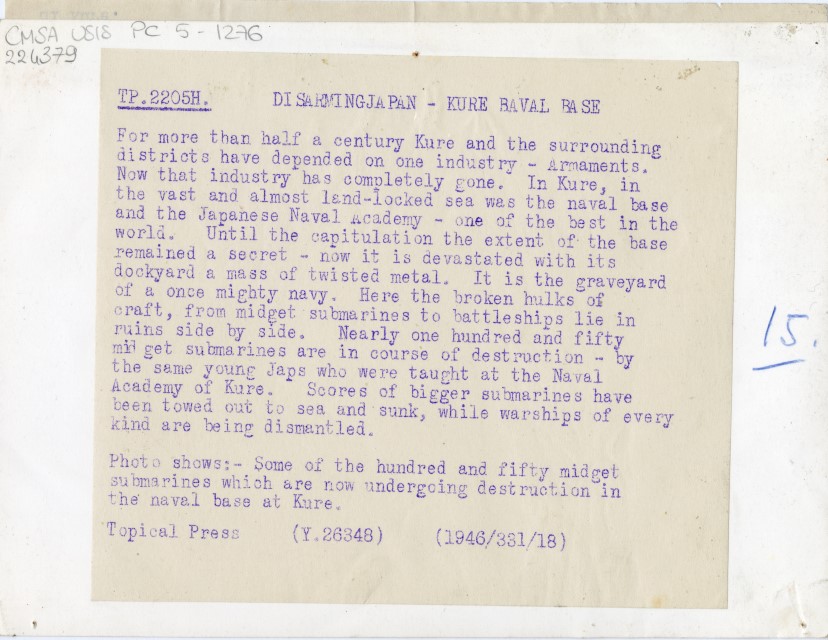 CMSA USIS PC 5 - 1276
224379
TP.2205H. DISARMINGJAPAN - KURE BAVAL BASE
For more than half a century Kure and the surrounding
districts have depended on one industry - Armaments.
Now that industry has completely gone. In Kure, in
the vast and almost land-locked sea was the naval base
and the Japanese Naval Academy - one of the best in the
world. Until the capitulation the extent of the base
remained a secret - now it is devastated with its
dockyard a mass of twisted metal. It is the graveyard
of a once mighty navy. Here the broken hulks of
craft, from midget submarines to battleships lie in
ruins side by side. Nearly one hundred and fifty
mid get submarines are in course of destruction - by
the same young Japs who were taught at the Naval
Academy of Kure. Scores of bigger submarines have
been towed out to sea and sunk, while warships of every
kind are being dismantled.
Photo shows:- Some of the hundred and fifty midget
submarines which are now undergoing destruction in
the naval base at Kure.
Topical Press (Y.26348) (1946/331/18)
15.